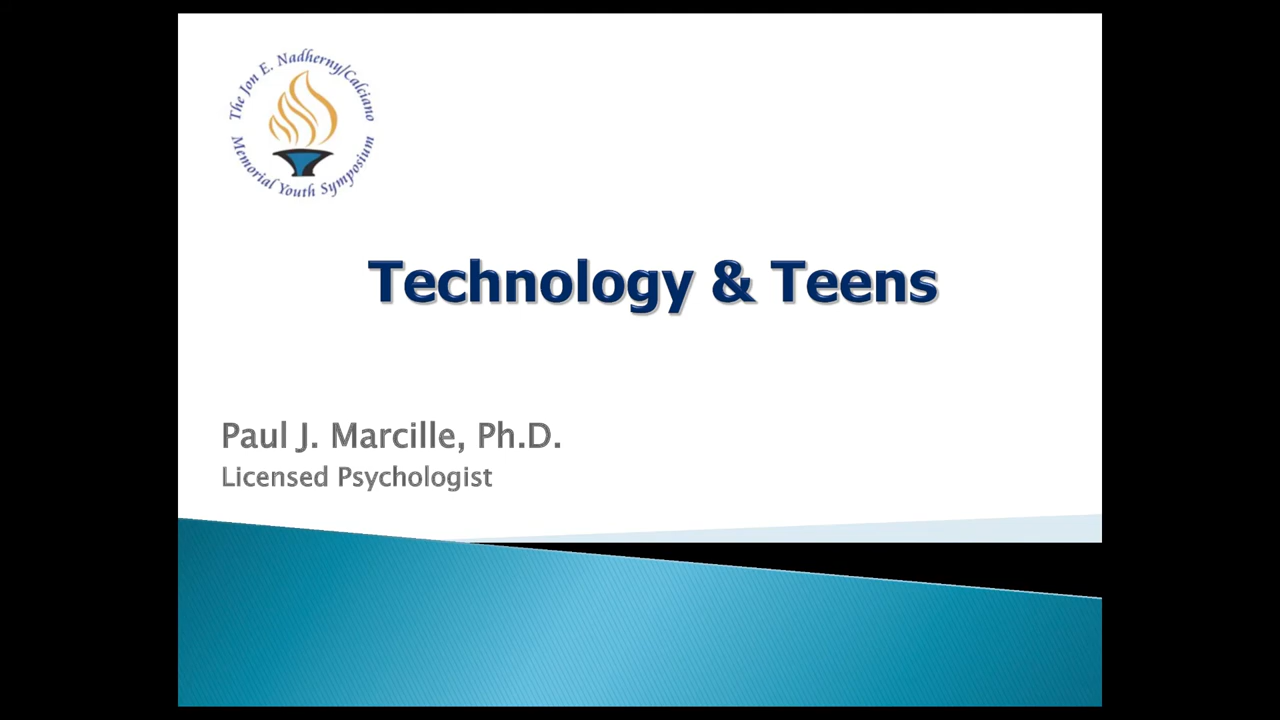 The Jon E. Nadherny/Calciano
Memorial Youth Symposium
Technology & Teens
Paul J. Marcille, Ph.D.
Licensed Psychologist